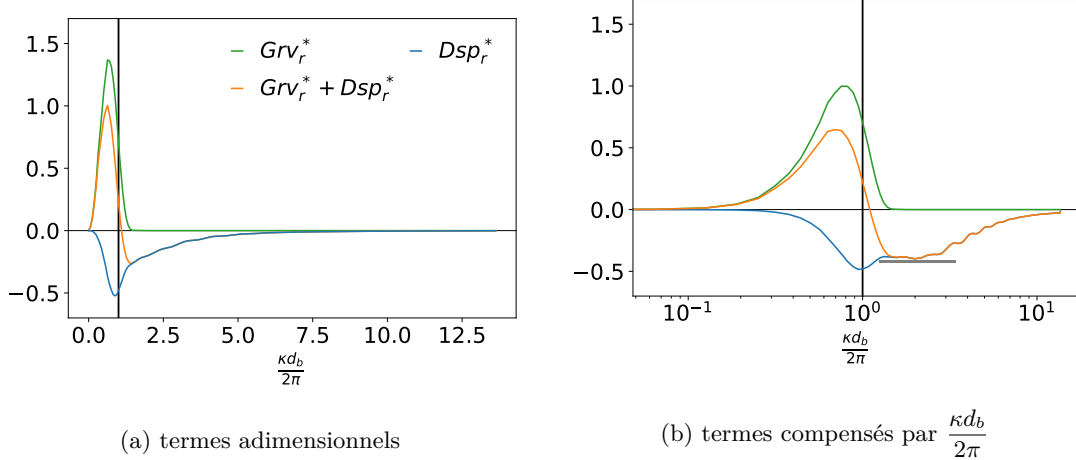 1.5
1.0
0.5
0.0
−0.5
Grv_r^*
Grv_r^* + Dsp_r^*
Dsp_r^*
0.0 2.5 5.0 7.5 10.0 12.5
κd_b
2π
(a) termes adimensionnels
1.5
1.0
0.5
0.0
−0.5
10^{−1} 10^0 10^1
κd_b
2π
(b) termes compensés par κd_b
2π